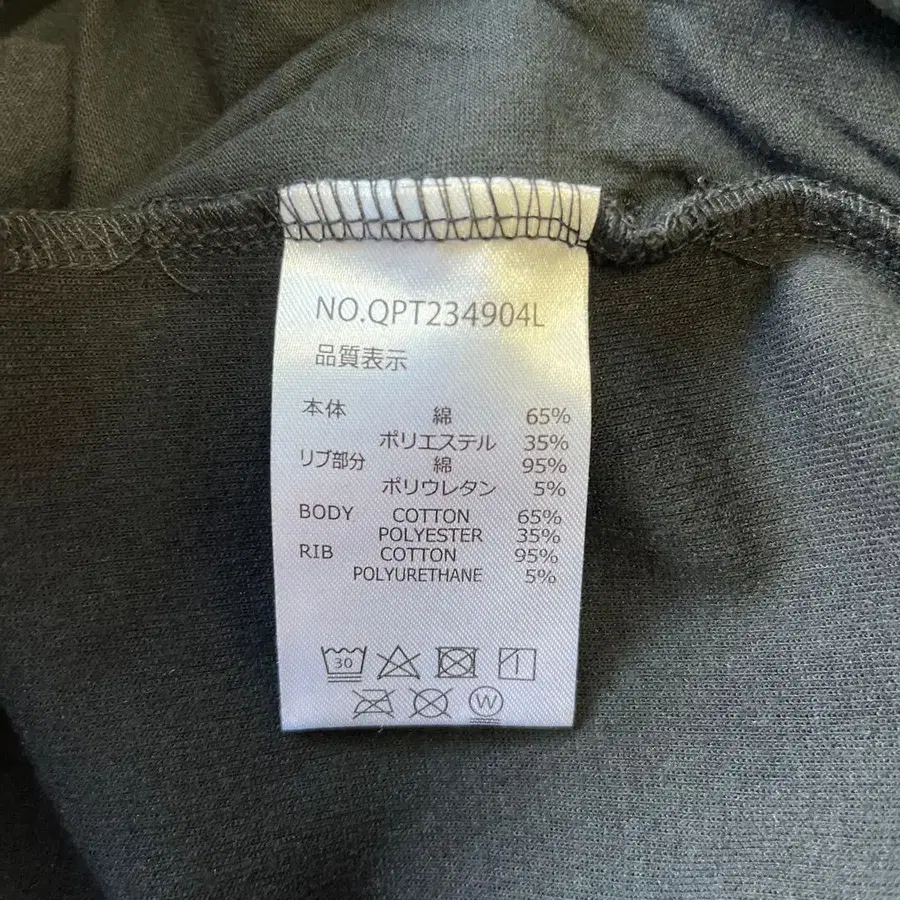 NO.QPT234904L
品質表示
本体 綿 65%
ポリエステル 35%
リブ部分 綿 95%
ポリウレタン 5%
BODY COTTON 65%
POLYESTER 35%
RIB COTTON 95%
POLYURETHANE 5%
30
W